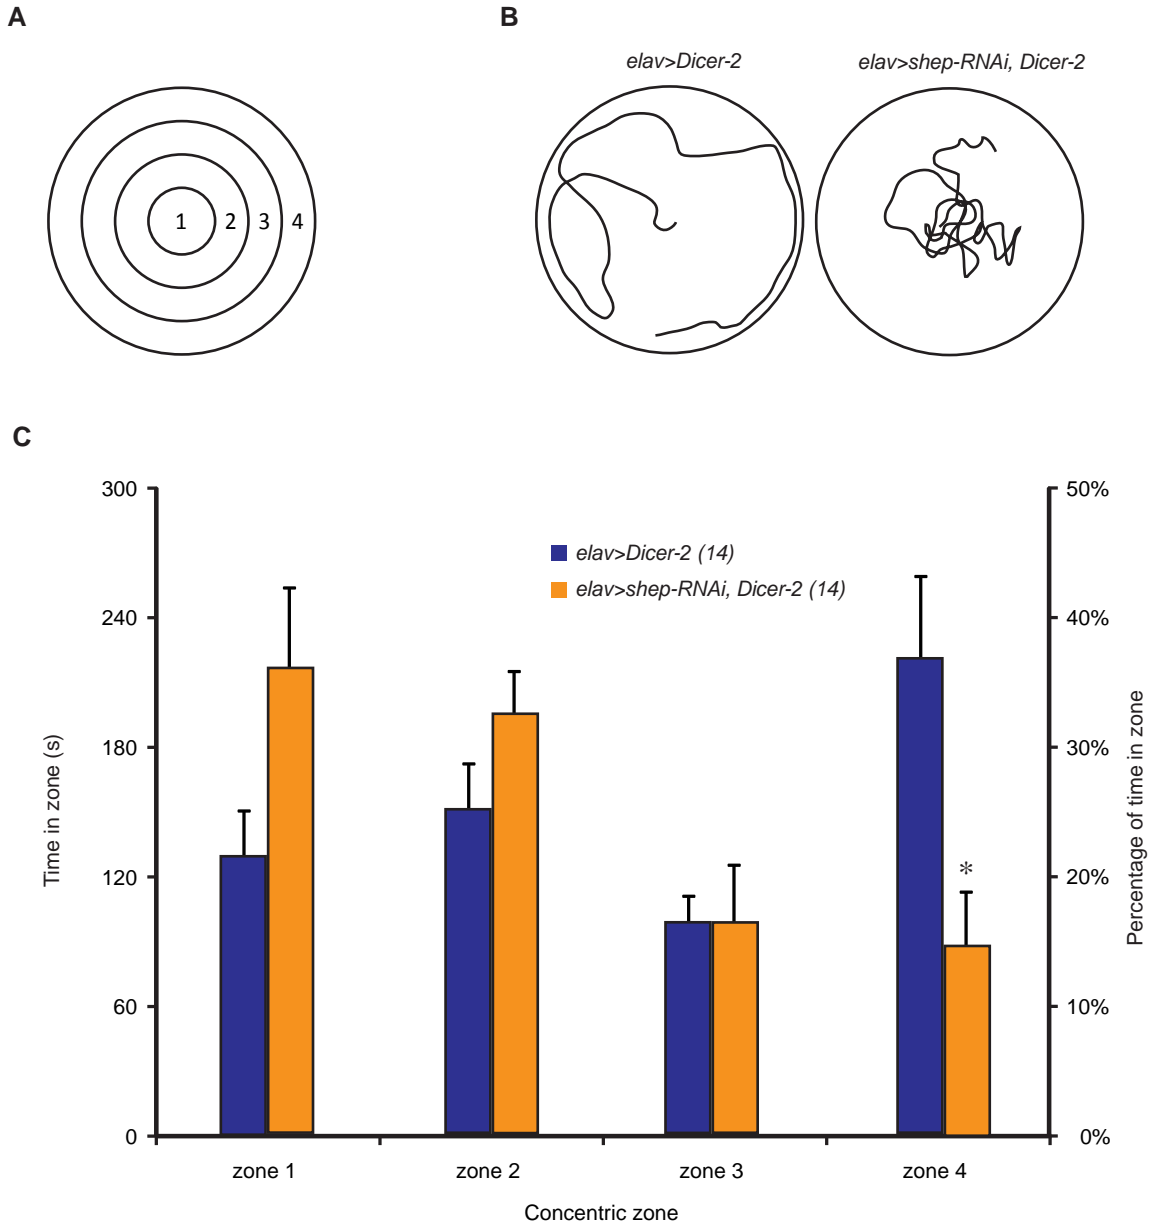 A
B
elav>Dicer-2
elav>shep-RNAi, Dicer-2
1 2 3 4
C
300
240
180
120
60
0
Time in zone (s)
elav>Dicer-2 (14)
elav>shep-RNAi, Dicer-2 (14)
*
50%
40%
30%
20%
10%
0%
Percentage of time in zone
zone 1
zone 2
zone 3
zone 4
Concentric zone